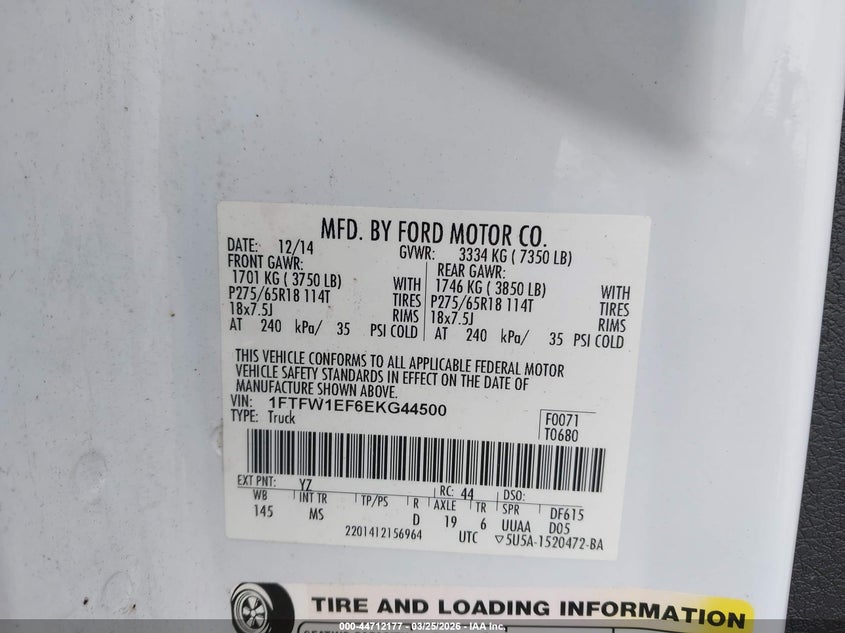 MFD. BY FORD MOTOR CO.
DATE: 12/14 GVWR: 3334 KG ( 7350 LB)
FRONT GAWR: REAR GAWR:
1701 KG ( 3750 LB) WITH 1746 KG ( 3850 LB) WITH
P275/65R18 114T TIRES P275/65R18 114T TIRES
18x7.5J RIMS 18x7.5J RIMS
AT 240 kPa/ 35 PSI COLD AT 240 kPa/ 35 PSI COLD
THIS VEHICLE CONFORMS TO ALL APPLICABLE FEDERAL MOTOR
VEHICLE SAFETY STANDARDS IN EFFECT ON THE DATE OF
MANUFACTURE SHOWN ABOVE.
VIN: 1FTFW1EF6EKG44500
TYPE: Truck
F0071
T0680
EXT PNT: YZ RC: 44 DSO:
WB INT TR TP/PS R AXLE TR SPR DF615
145 MS D 19 6 UUAA D05
2201412156964 UTC ▽5U5A-1520472-BA
TIRE AND LOADING INFORMATION
000-44712177 - 03/25/2026 - IAA Inc.